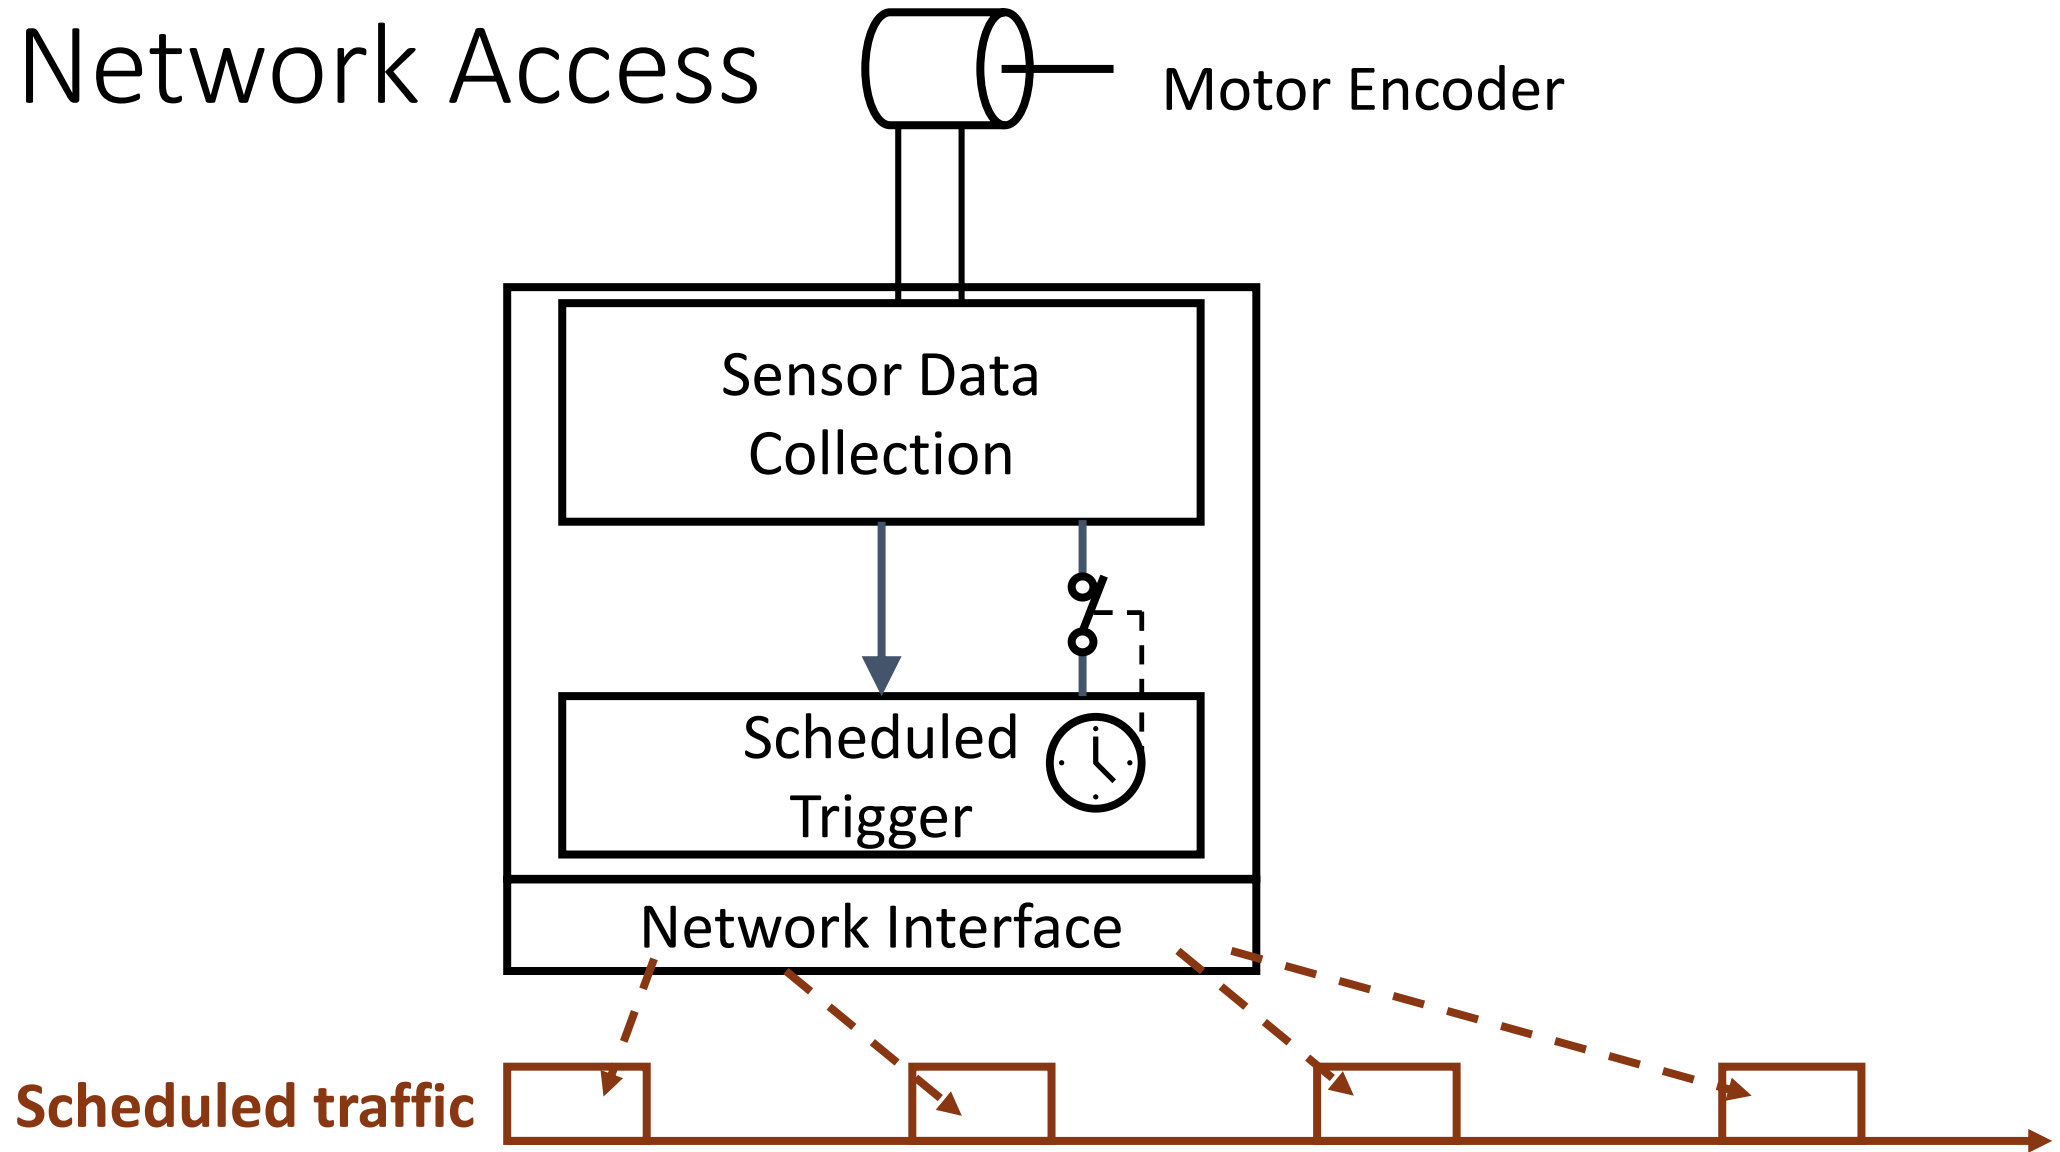 Network Access
Motor Encoder
Sensor Data
Collection
Scheduled
Trigger
Network Interface
Scheduled traffic